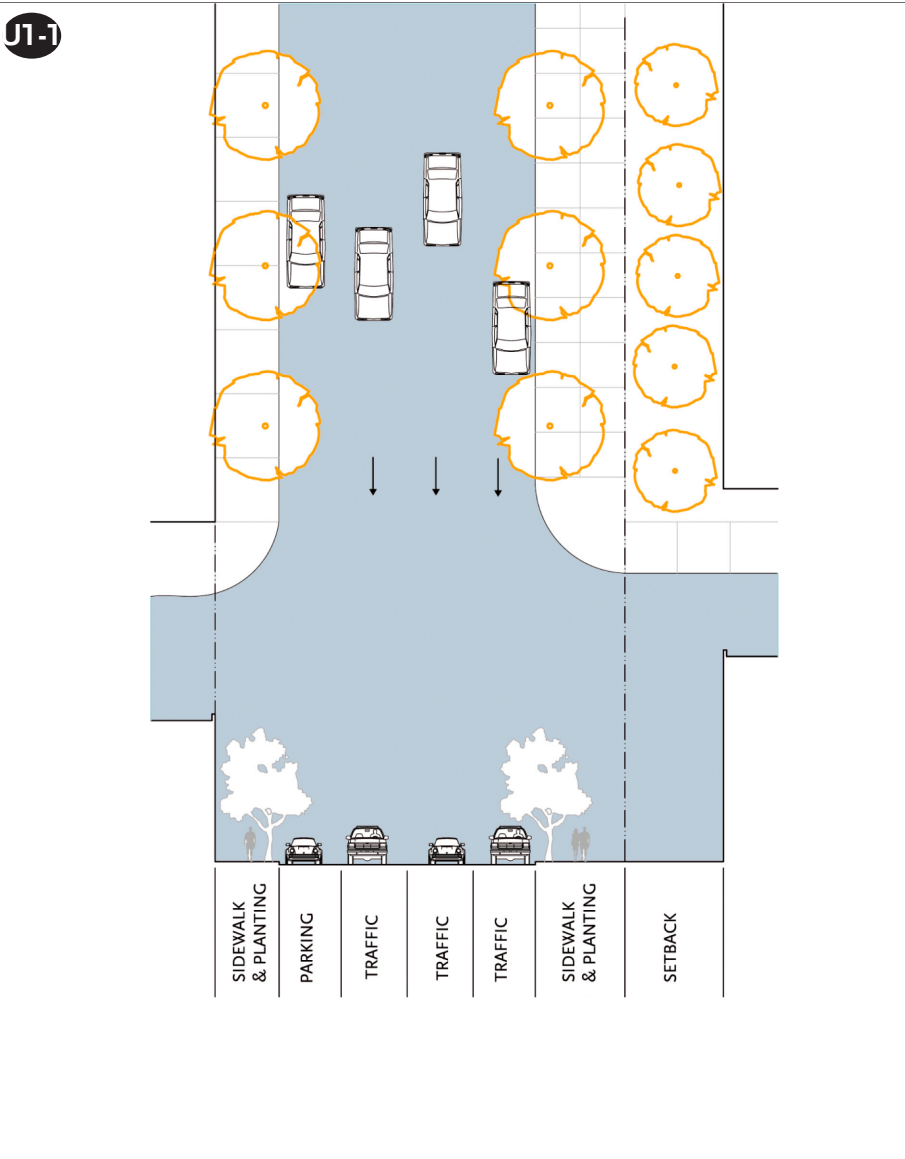 U1-1
SIDEWALK
& PLANTING
PARKING
TRAFFIC
TRAFFIC
TRAFFIC
SIDEWALK
& PLANTING
SETBACK